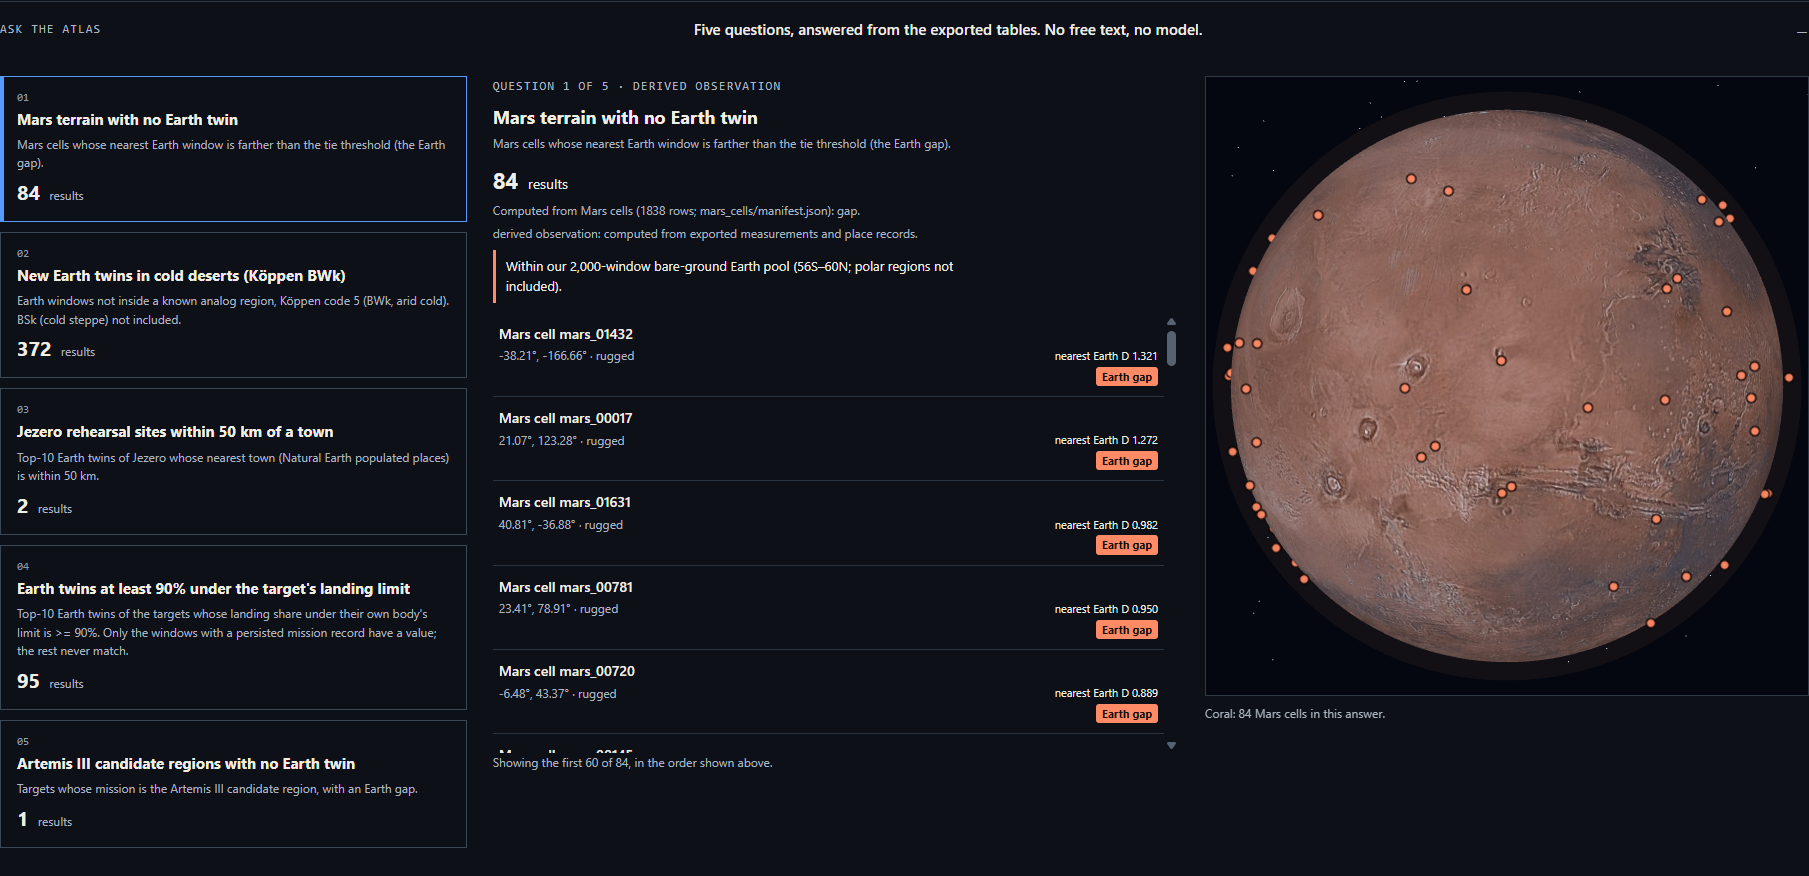 ASK THE ATLAS
Five questions, answered from the exported tables. No free text, no model.
01
Mars terrain with no Earth twin
Mars cells whose nearest Earth window is farther than the tie threshold (the Earth
gap).
84 results
02
New Earth twins in cold deserts (Köppen BWk)
Earth windows not inside a known analog region, Köppen code 5 (BWk, arid cold).
BSk (cold steppe) not included.
372 results
03
Jezero rehearsal sites within 50 km of a town
Top-10 Earth twins of Jezero whose nearest town (Natural Earth populated places)
is within 50 km.
2 results
04
Earth twins at least 90% under the target's landing limit
Top-10 Earth twins of the targets whose landing share under their own body's
limit is >= 90%. Only the windows with a persisted mission record have a value;
the rest never match.
95 results
05
Artemis III candidate regions with no Earth twin
Targets whose mission is the Artemis III candidate region, with an Earth gap.
1 results
QUESTION 1 OF 5 · DERIVED OBSERVATION
Mars terrain with no Earth twin
Mars cells whose nearest Earth window is farther than the tie threshold (the Earth gap).
84 results
Computed from Mars cells (1838 rows; mars_cells/manifest.json): gap.
derived observation: computed from exported measurements and place records.
Within our 2,000-window bare-ground Earth pool (56S–60N; polar regions not
included).
Mars cell mars_01432
-38.21°, -166.66° · rugged
nearest Earth D 1.321
Earth gap
Mars cell mars_00017
21.07°, 123.28° · rugged
nearest Earth D 1.272
Earth gap
Mars cell mars_01631
40.81°, -36.88° · rugged
nearest Earth D 0.982
Earth gap
Mars cell mars_00781
23.41°, 78.91° · rugged
nearest Earth D 0.950
Earth gap
Mars cell mars_00720
-6.48°, 43.37° · rugged
nearest Earth D 0.889
Earth gap
Showing the first 60 of 84, in the order shown above.
Coral: 84 Mars cells in this answer.